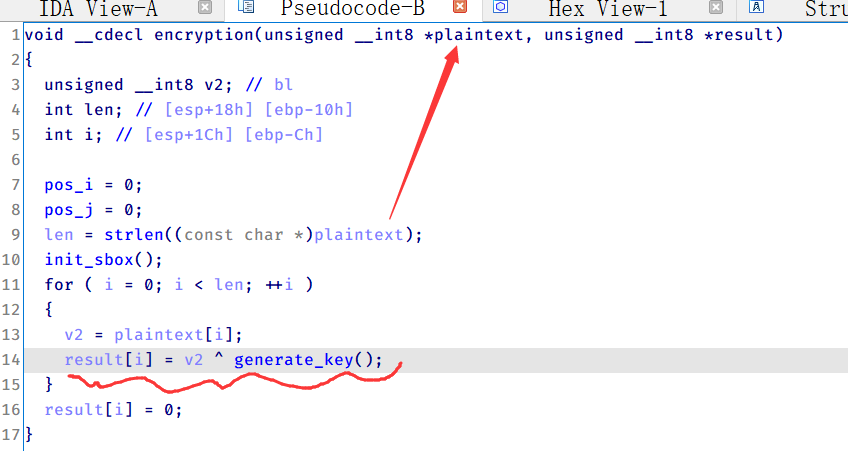 IDA View-A Pseudocode-B Hex View-1 Stru
1 void __cdecl encryption(unsigned __int8 *plaintext, unsigned __int8 *result)
2 {
3 unsigned __int8 v2; // bl
4 int len; // [esp+18h] [ebp-10h]
5 int i; // [esp+1Ch] [ebp-Ch]
6
7 pos_i = 0;
8 pos_j = 0;
9 len = strlen((const char *)plaintext);
10 init_sbox();
11 for ( i = 0; i < len; ++i )
12 {
13 v2 = plaintext[i];
14 result[i] = v2 ^ generate_key();
15 }
16 result[i] = 0;
17 }